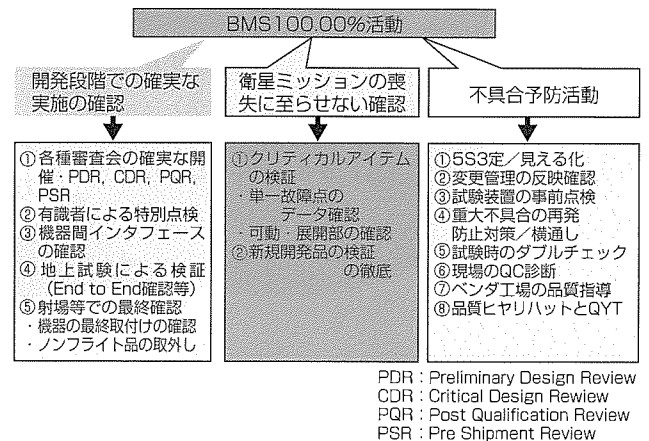 BMS100.00%活動
開発段階での確実な
実施の確認
①各種審査会の確実な開
催・PDR, CDR, PQR,
PSR
②有識者による特別点検
③機器間インタフェース
の確認
④地上試験による検証
（End to End確認等）
⑤射場等での最終確認
・機器の最終取付けの確認
・ノンフライト品の取外し
衛星ミッションの喪
失に至らせない確認
①クリティカルアイテム
の検証
・単一故障点の
データ確認
・可動・展開部の確認
②新規開発品の検証
の徹底
不具合予防活動
①5S3定／見える化
②変更管理の反映確認
③試験装置の事前点検
④重大不具合の再発
防止対策／横通し
⑤試験時のダブルチェック
⑥現場のQC診断
⑦ベンダ工場の品質指導
⑧品質ヒヤリハットとQYT
PDR：Preliminary Design Review
CDR：Critical Design Rewiew
PQR：Post Qualification Review
PSR：Pre Shipment Review